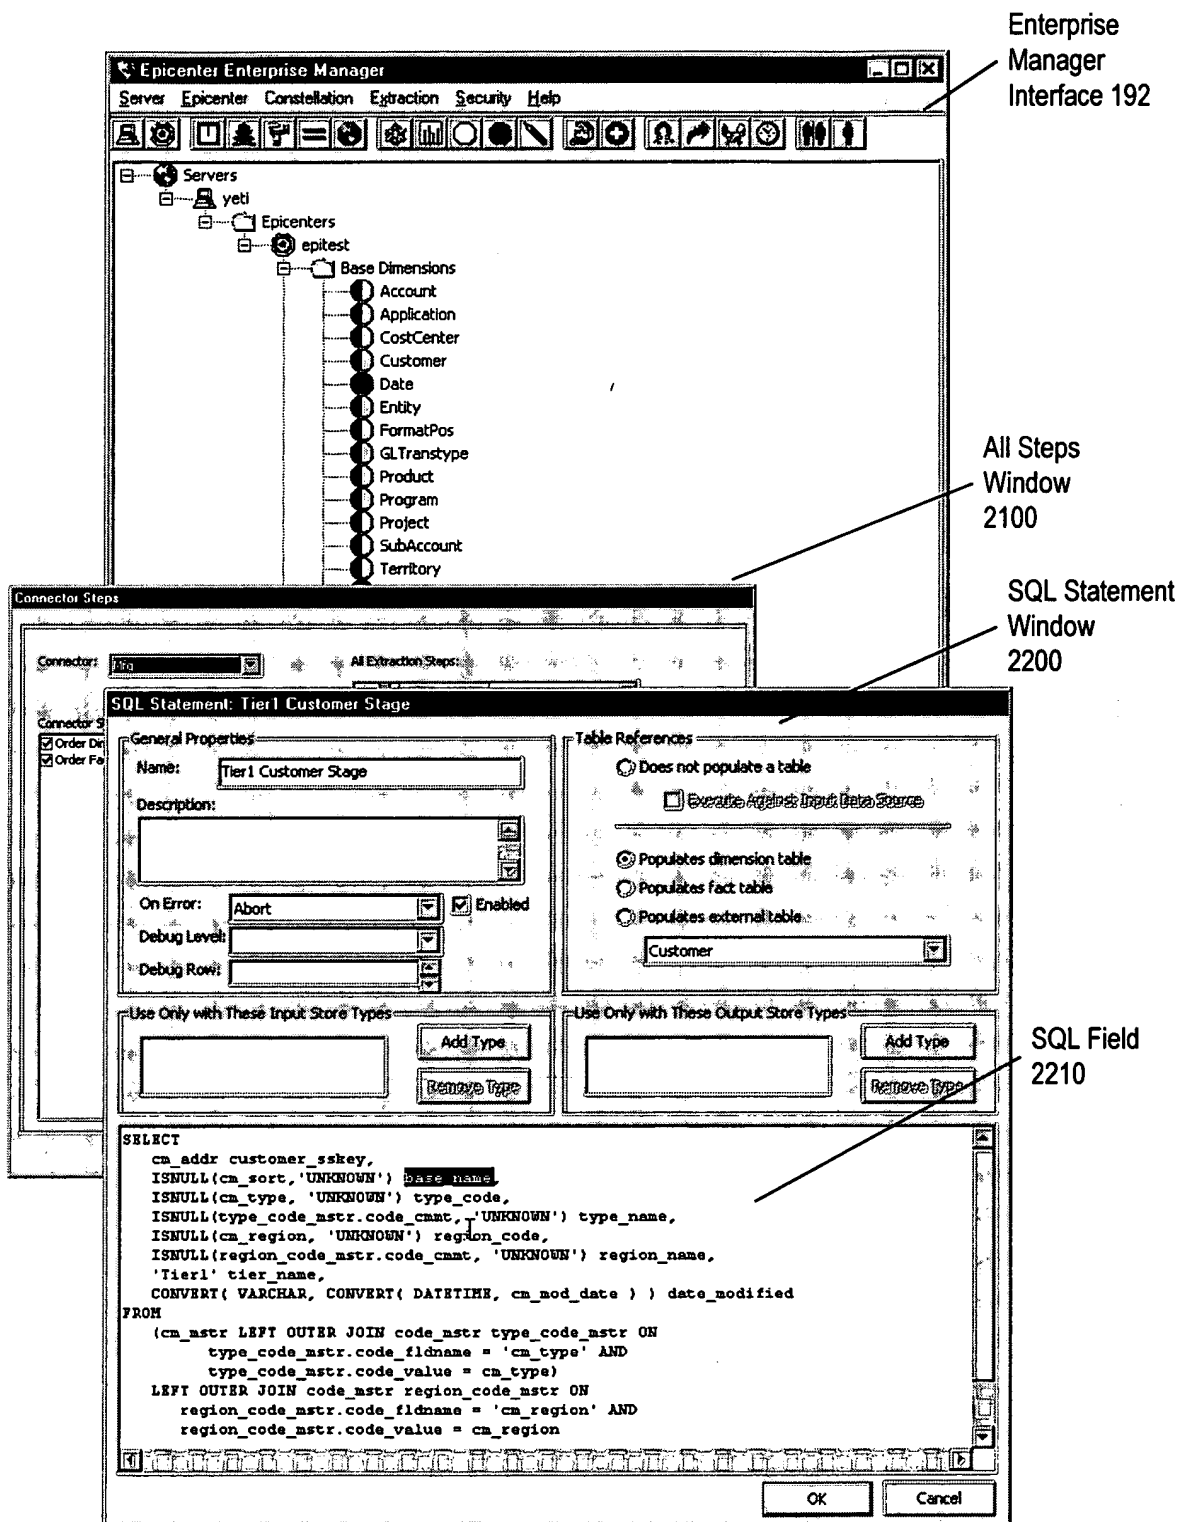 Enterprise
Manager
Interface 192
Epicenter Enterprise Manager
Server Epicenter Constellation Extraction Security Help
Servers
yeti
Epicenters
epitest
Base Dimensions
Account
Application
CostCenter
Customer
Date
Entity
FormatPos
GLTranstype
Product
Program
Project
SubAccount
Territory
All Steps
Window
2100
SQL Statement
Window
2200
Connector Steps
Connector:
All Extraction Steps:
Connector S
Order Din
Order Fa
SQL Statement: Tier1 Customer Stage
General Properties
Name: Tier1 Customer Stage
Description:
On Error: Abort Enabled
Debug Level:
Debug Row:
Table References
Does not populate a table
Execute Against Input Data Source
Populates dimension table
Populates fact table
Populates external table
Customer
Use Only with These Input Store Types
Add Type
Remove Type
Use Only with These Output Store Types
Add Type
Remove Type
SQL Field
2210
SELECT
cm_addr customer_sskey,
ISNULL(cm_sort,'UNKNOWN') base_name,
ISNULL(cm_type, 'UNKNOWN') type_code,
ISNULL(type_code_mstr.code_cmmt, 'UNKNOWN') type_name,
ISNULL(cm_region, 'UNKNOWN') region_code,
ISNULL(region_code_mstr.code_cmmt, 'UNKNOWN') region_name,
'Tier1' tier_name,
CONVERT( VARCHAR, CONVERT( DATETIME, cm_mod_date ) ) date_modified
FROM
(cm_mstr LEFT OUTER JOIN code_mstr type_code_mstr ON
type_code_mstr.code_fldname = 'cm_type' AND
type_code_mstr.code_value = cm_type)
LEFT OUTER JOIN code_mstr region_code_mstr ON
region_code_mstr.code_fldname = 'cm_region' AND
region_code_mstr.code_value = cm_region
OK Cancel